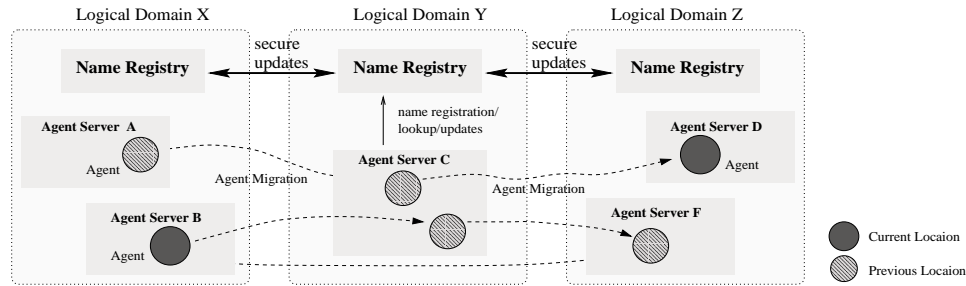 Logical Domain X
Logical Domain Y
Logical Domain Z
secure
updates
secure
updates
Name Registry
Name Registry
Name Registry
name registration/
lookup/updates
Agent Server A
Agent
Agent Server C
Agent Server D
Agent
Agent Migration
Agent Migration
Agent Server B
Agent
Agent Server F
Current Locaion
Previous Locaion